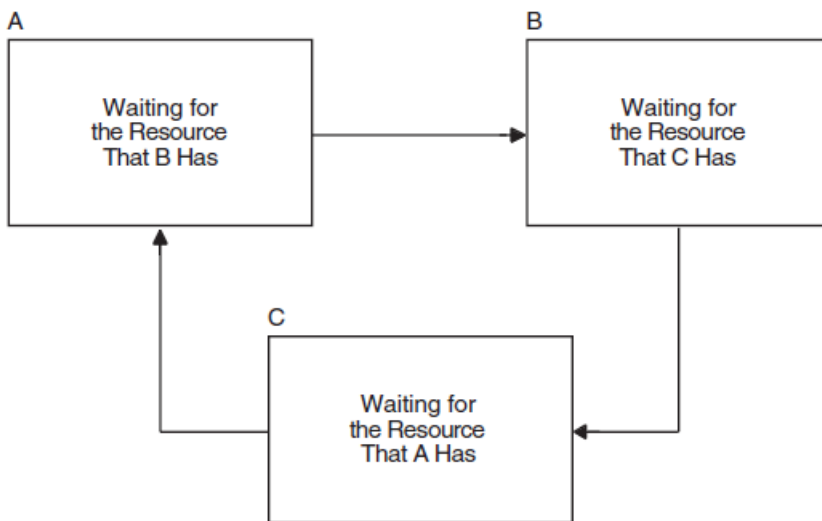 A
Waiting for
the Resource
That B Has
B
Waiting for
the Resource
That C Has
C
Waiting for
the Resource
That A Has